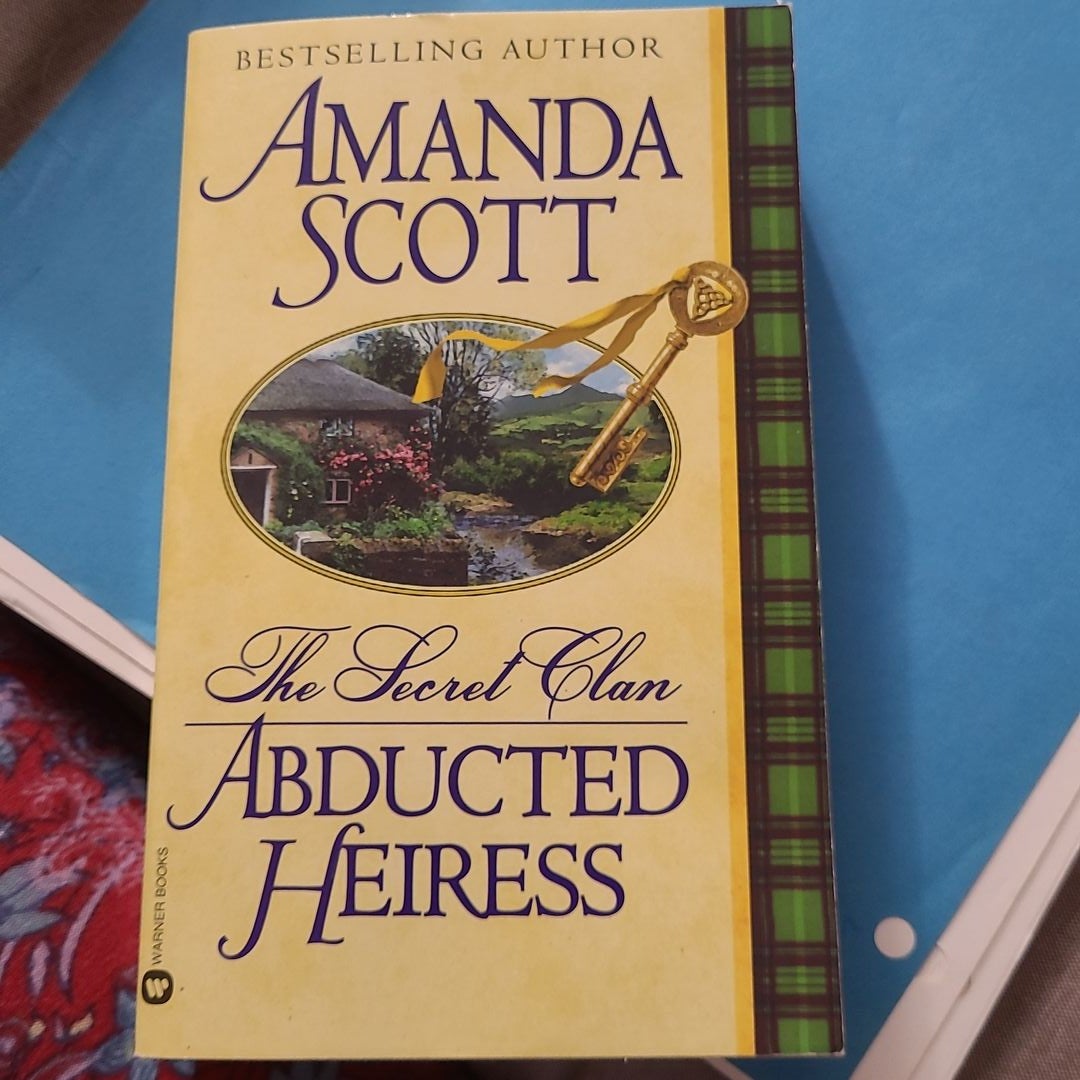 BESTSELLING AUTHOR
AMANDA
SCOTT
The Secret Clan
ABDUCTED
HEIRESS
WARNER BOOKS